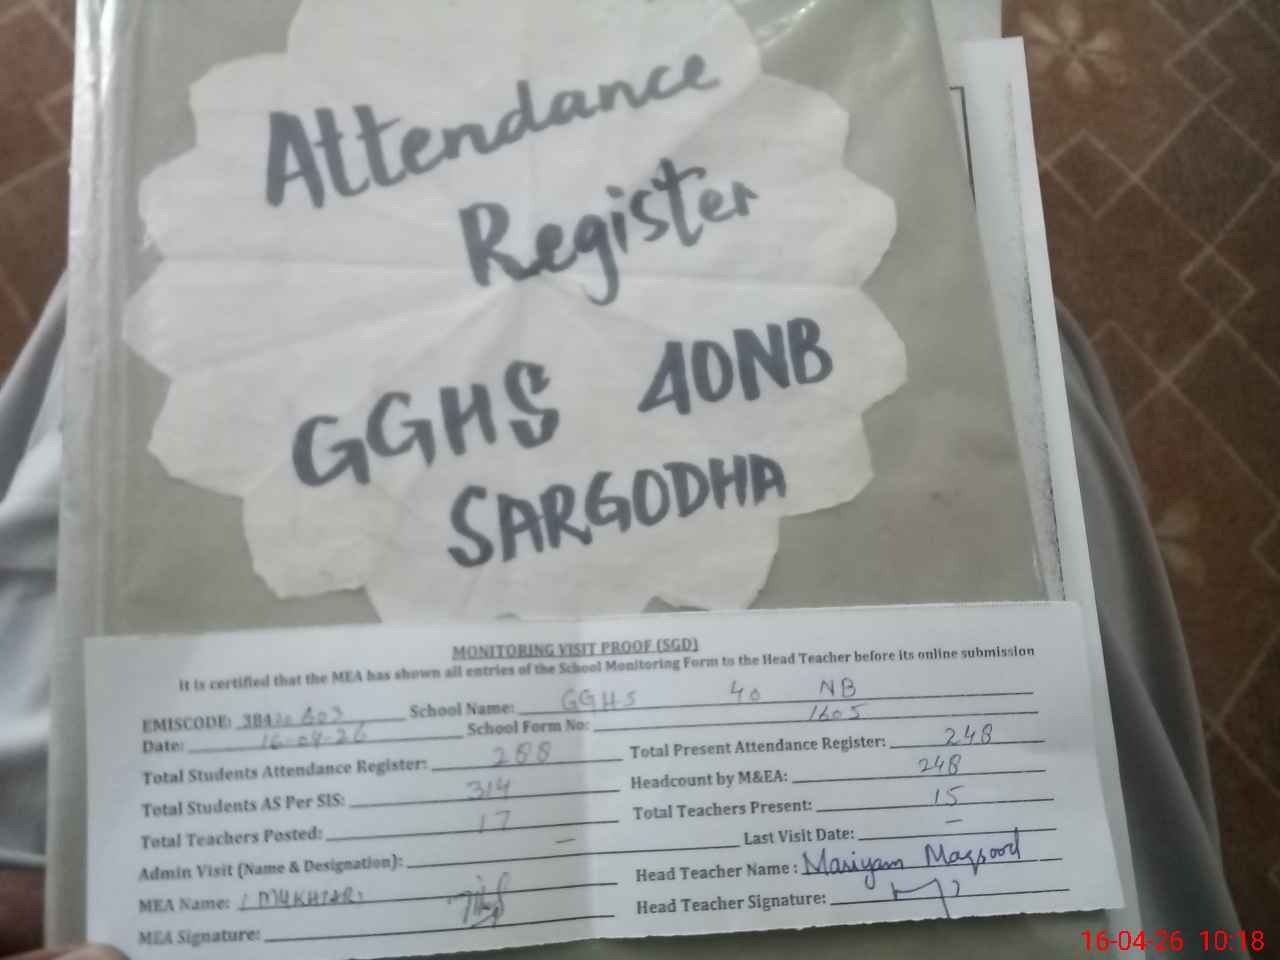 Attendance
Register
GGHS 40NB
SARGODHA
MONITORING VISIT PROOF (SGD)
It is certified that the MEA has shown all entries of the School Monitoring Form to the Head Teacher before its online submission
EMISCODE: School Name: GGHS 40 NB
Date: 16-04-26 School Form No: 1605
Total Students Attendance Register: 288 Total Present Attendance Register: 248
Total Students AS Per SIS: 314 Headcount by M&EA: 248
Total Teachers Posted: 17 Total Teachers Present: 15
Admin Visit (Name & Designation): — Last Visit Date: —
MEA Name: MUKHTAR Head Teacher Name : Mariyam Maqsood
MEA Signature: Head Teacher Signature:
16-04-26 10:18